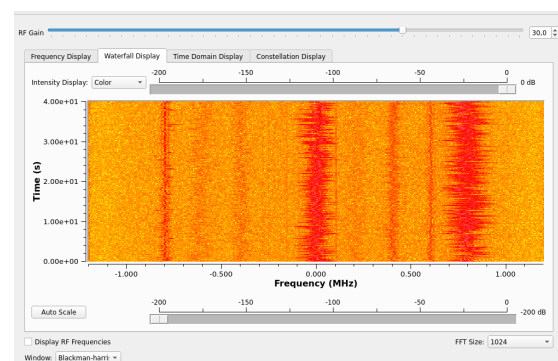 RF Gain 30.0
Frequency Display Waterfall Display Time Domain Display Constellation Display
Intensity Display: Color -200 -150 -100 -50 0 0 dB
4.00e+01
3.00e+01
2.00e+01
1.00e+01
0.00e+00
Time (s)
-1.000 -0.500 0.000 0.500 1.000
Frequency (MHz)
Auto Scale -200 -150 -100 -50 0 -200 dB
Display RF Frequencies FFT Size: 1024
Window: Blackman-harri: